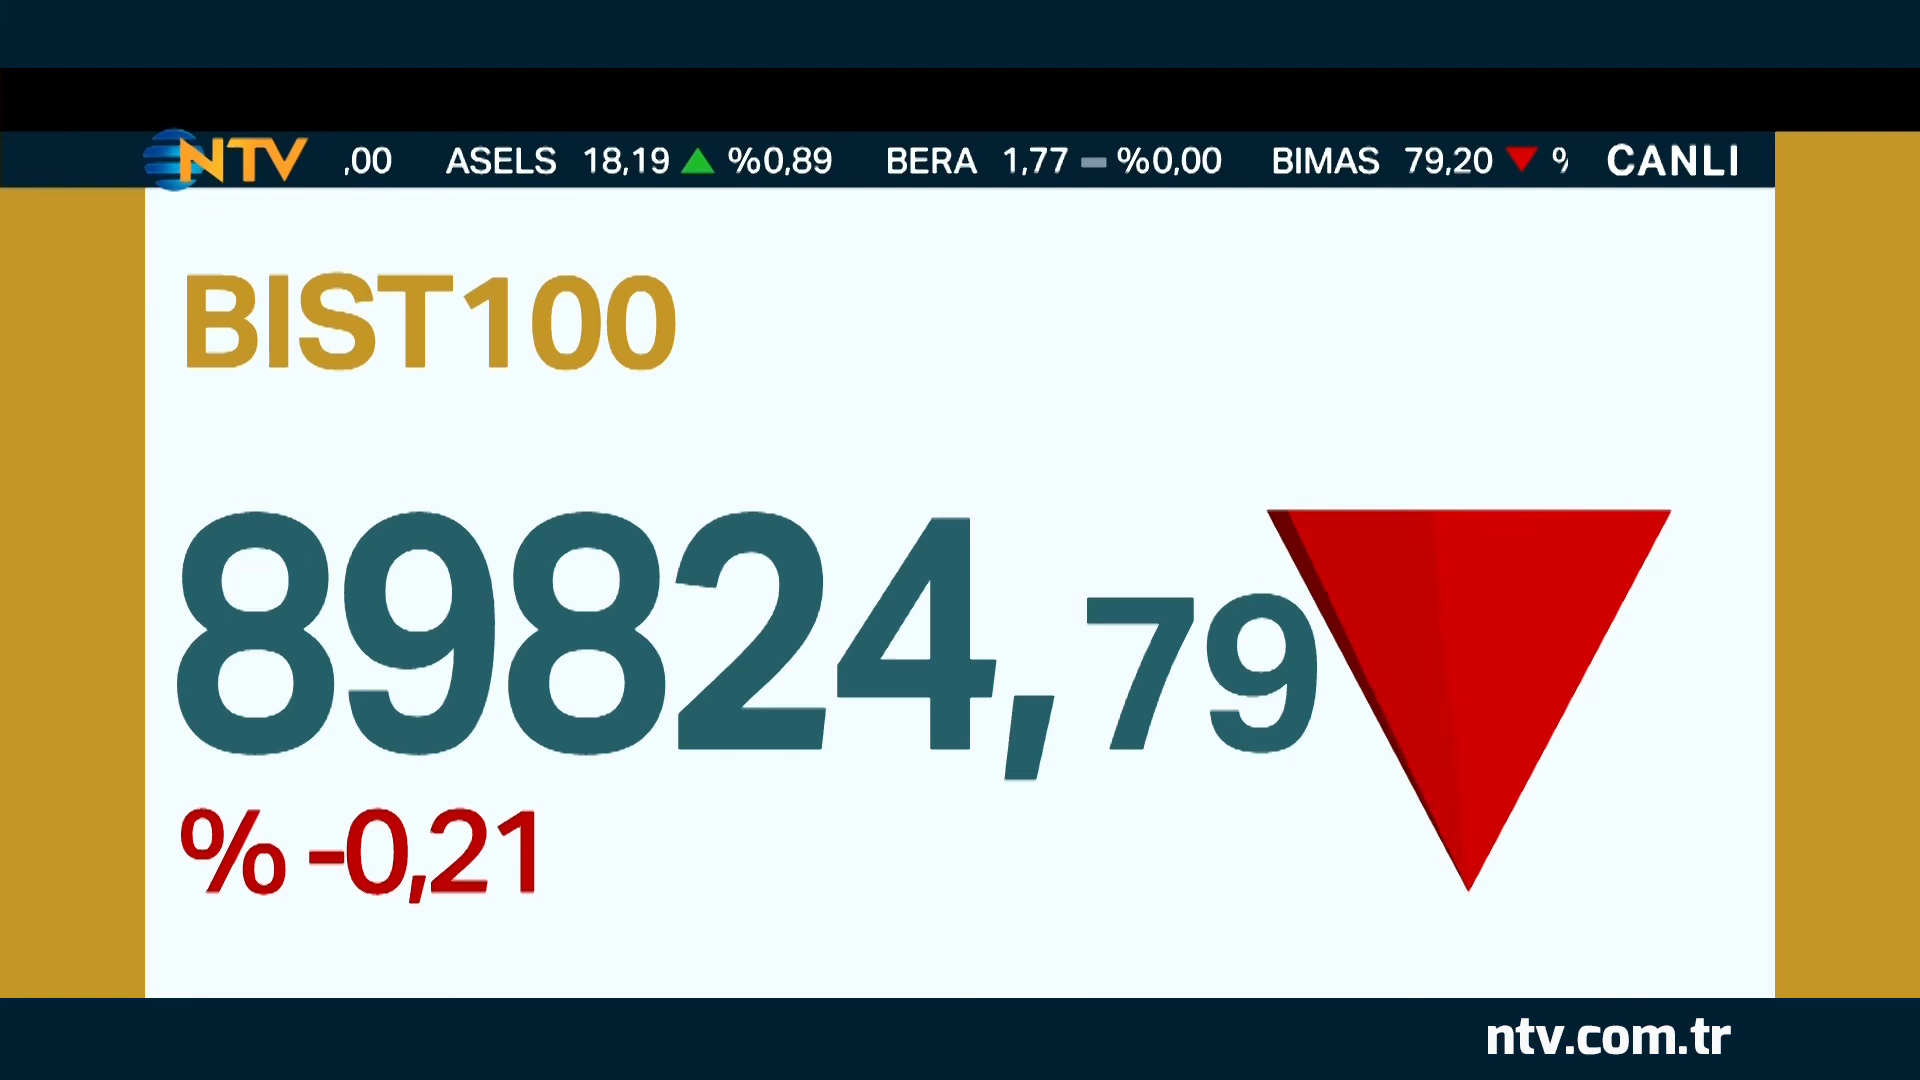 NTV ,00 ASELS 18,19 %0,89 BERA 1,77 %0,00 BIMAS 79,20 % CANLI
BIST100
89824,79
% -0,21
ntv.com.tr